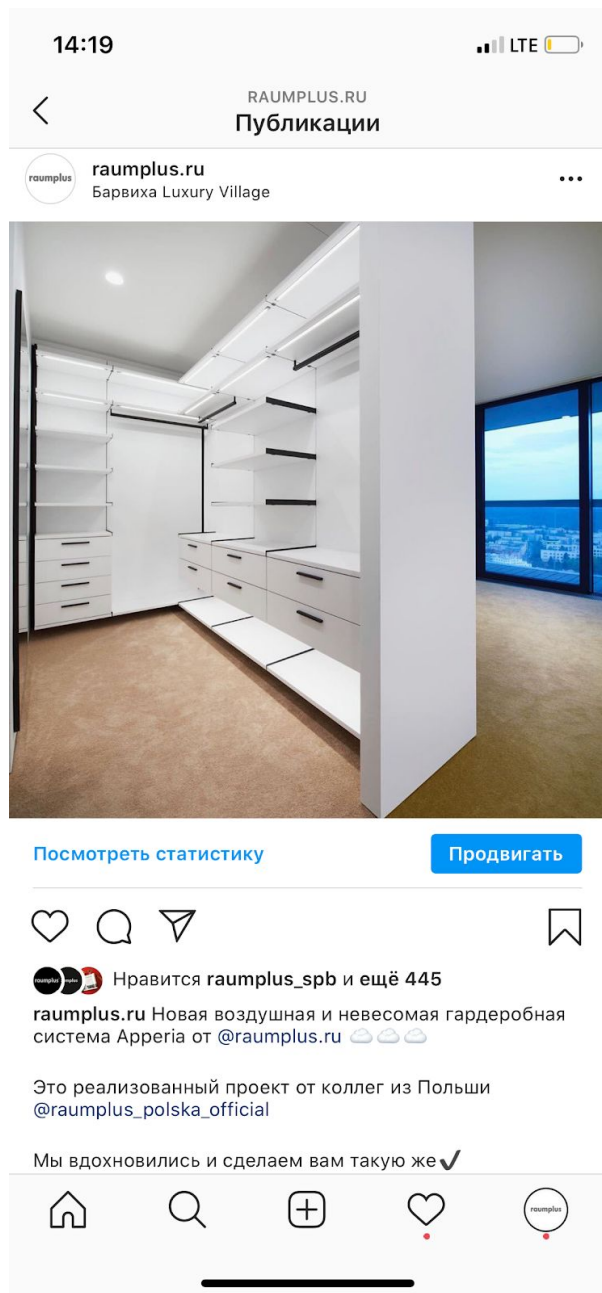 14:19
LTE
RAUMPLUS.RU
Публикации
raumplus
raumplus.ru
Барвиха Luxury Village
Посмотреть статистику
Продвигать
raumplus
Нравится raumplus_spb и ещё 445
raumplus.ru Новая воздушная и невесомая гардеробная
система Apperia от @raumplus.ru ☁️☁️☁️
Это реализованный проект от коллег из Польши
@raumplus_polska_official
Мы вдохновились и сделаем вам такую же✔️
raumplus